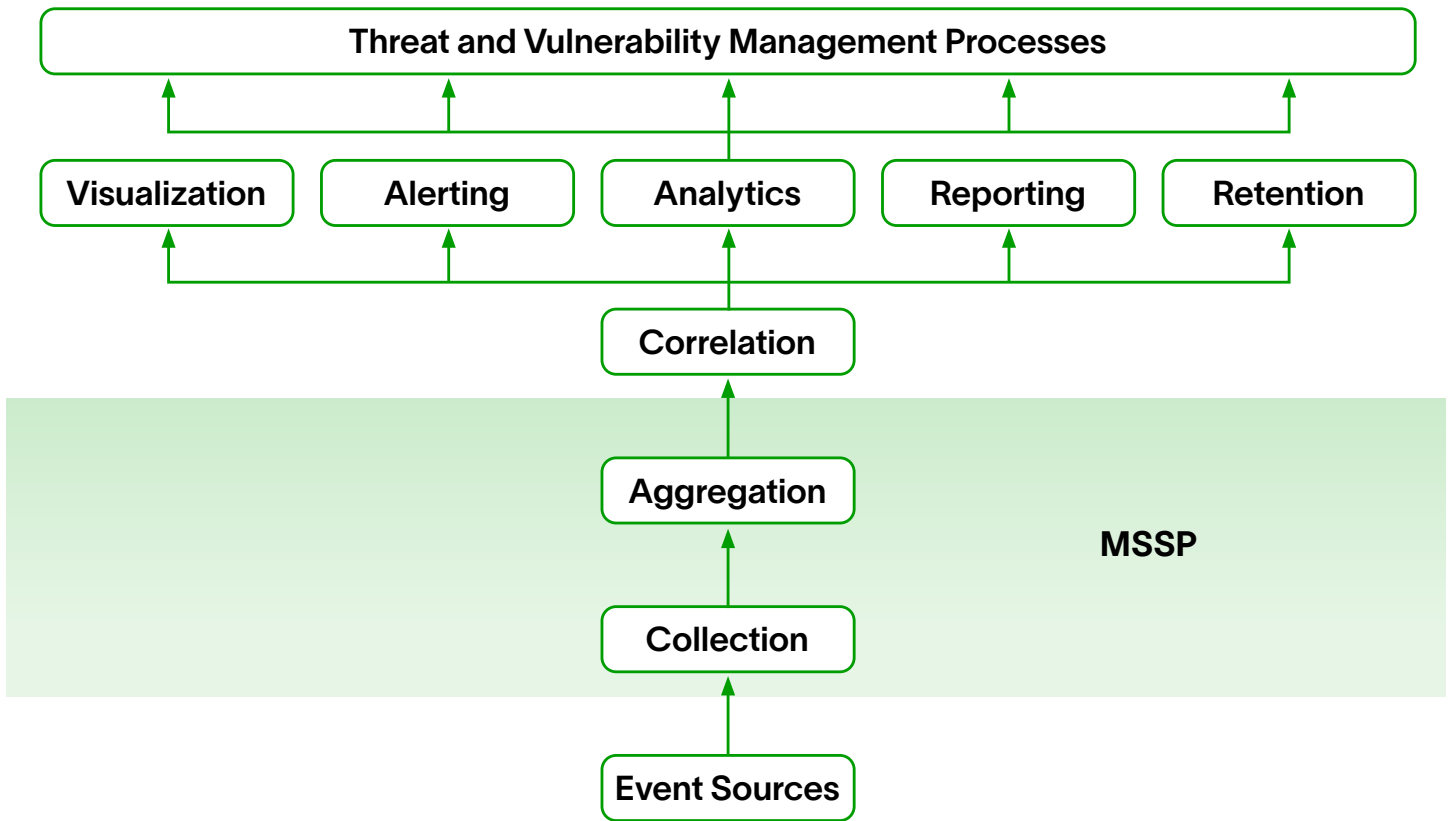 Threat and Vulnerability Management Processes
Visualization
Alerting
Analytics
Reporting
Retention
Correlation
Aggregation
MSSP
Collection
Event Sources